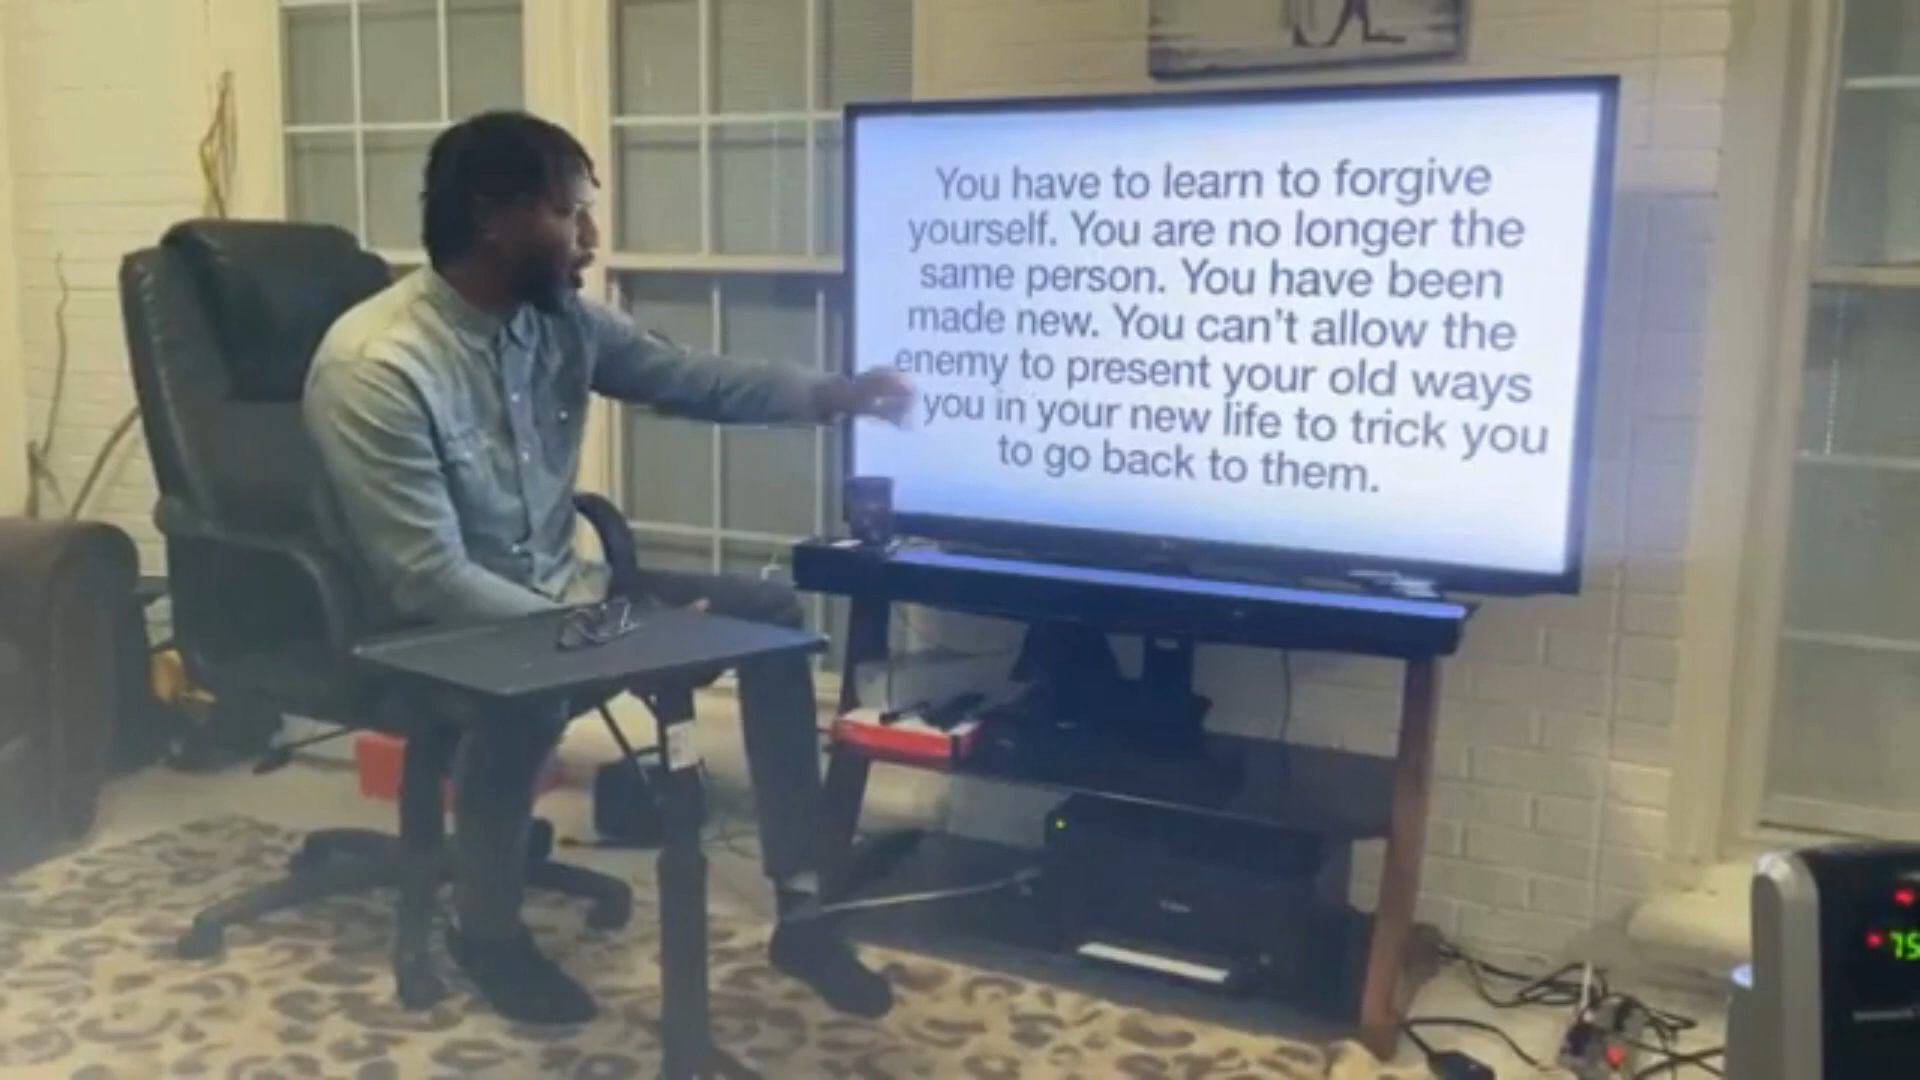 You have to learn to forgive
yourself. You are no longer the
same person. You have been
made new. You can't allow the
enemy to present your old ways
you in your new life to trick you
to go back to them.
75